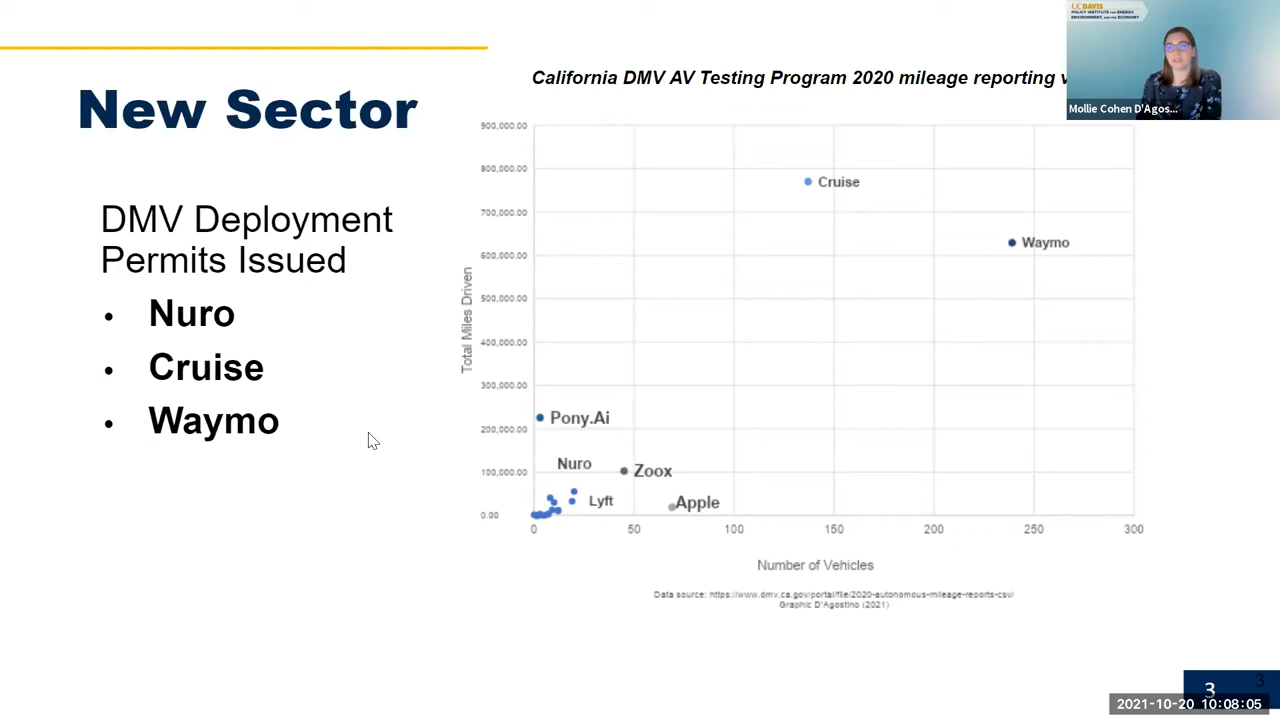 UCDAVIS
POLICY INSTITUTE FOR ENERGY,
ENVIRONMENT, AND THE ECONOMY
Mollie Cohen D'Agos...
New Sector
DMV Deployment
Permits Issued
• Nuro
• Cruise
• Waymo
California DMV AV Testing Program 2020 mileage reporting
900,000.00
800,000.00
700,000.00
600,000.00
500,000.00
400,000.00
300,000.00
200,000.00
100,000.00
0.00
Total Miles Driven
Cruise
Waymo
Pony.Ai
Nuro
Zoox
Lyft
Apple
0 50 100 150 200 250 300
Number of Vehicles
Data source: https://www.dmv.ca.gov/portal/file/2020-autonomous-mileage-reports-csv/
Graphic D'Agostino (2021)
3
3
2021-10-20 10:08:05